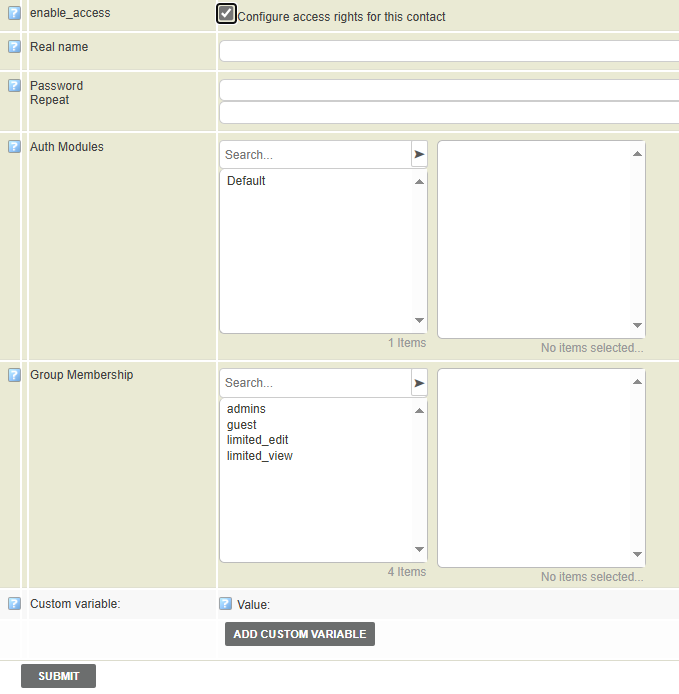 enable_access
Configure access rights for this contact
Real name
Password
Repeat
Auth Modules
Search...
Default
1 Items
No items selected...
Group Membership
Search...
admins
guest
limited_edit
limited_view
4 Items
No items selected...
Custom variable:
Value:
ADD CUSTOM VARIABLE
SUBMIT